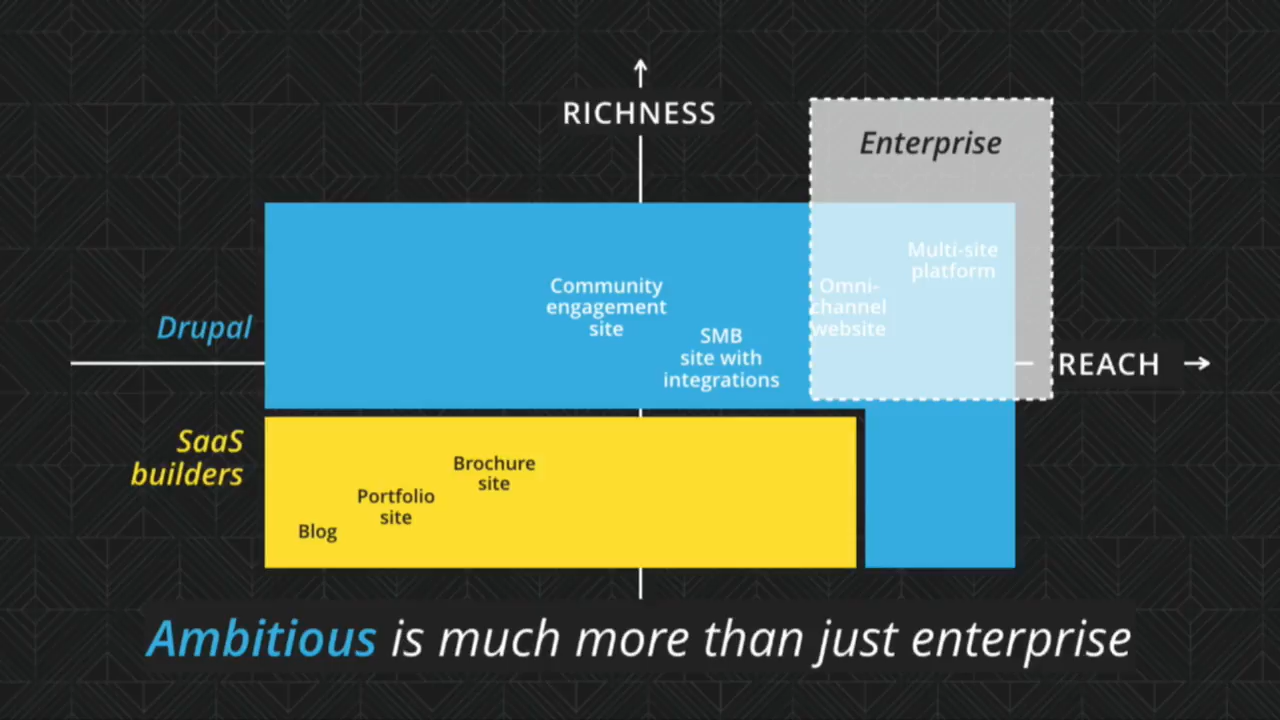 RICHNESS
Enterprise
Multi-site
platform
Community
engagement
site
Omni-
channel
website
Drupal
SMB
site with
integrations
REACH
SaaS
builders
Brochure
site
Portfolio
site
Blog
Ambitious is much more than just enterprise